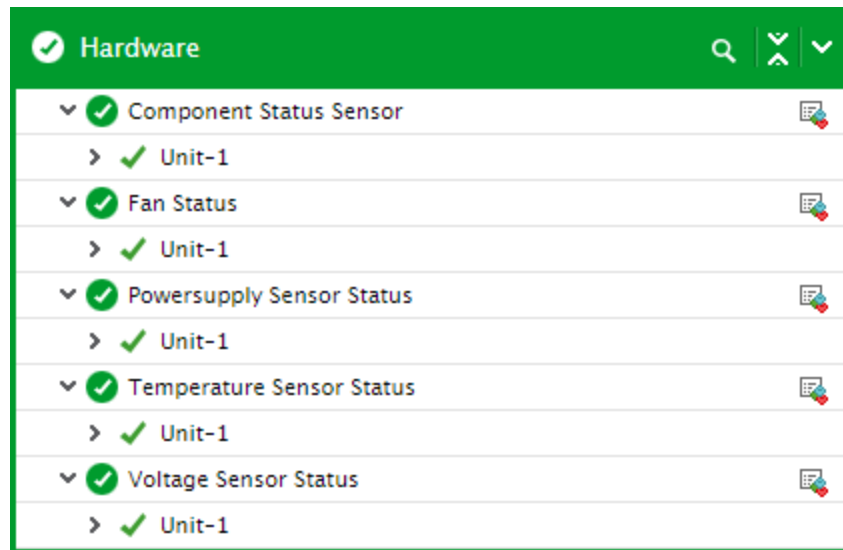 Hardware
Component Status Sensor
Unit-1
Fan Status
Unit-1
Powersupply Sensor Status
Unit-1
Temperature Sensor Status
Unit-1
Voltage Sensor Status
Unit-1